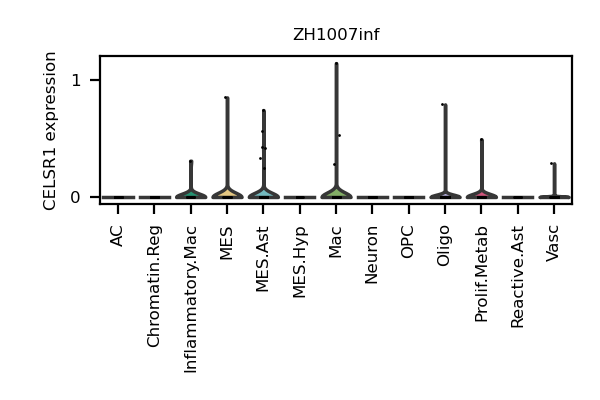 ZH1007inf
CELSR1 expression
1
0
AC
Chromatin.Reg
Inflammatory.Mac
MES
MES.Ast
MES.Hyp
Mac
Neuron
OPC
Oligo
Prolif.Metab
Reactive.Ast
Vasc